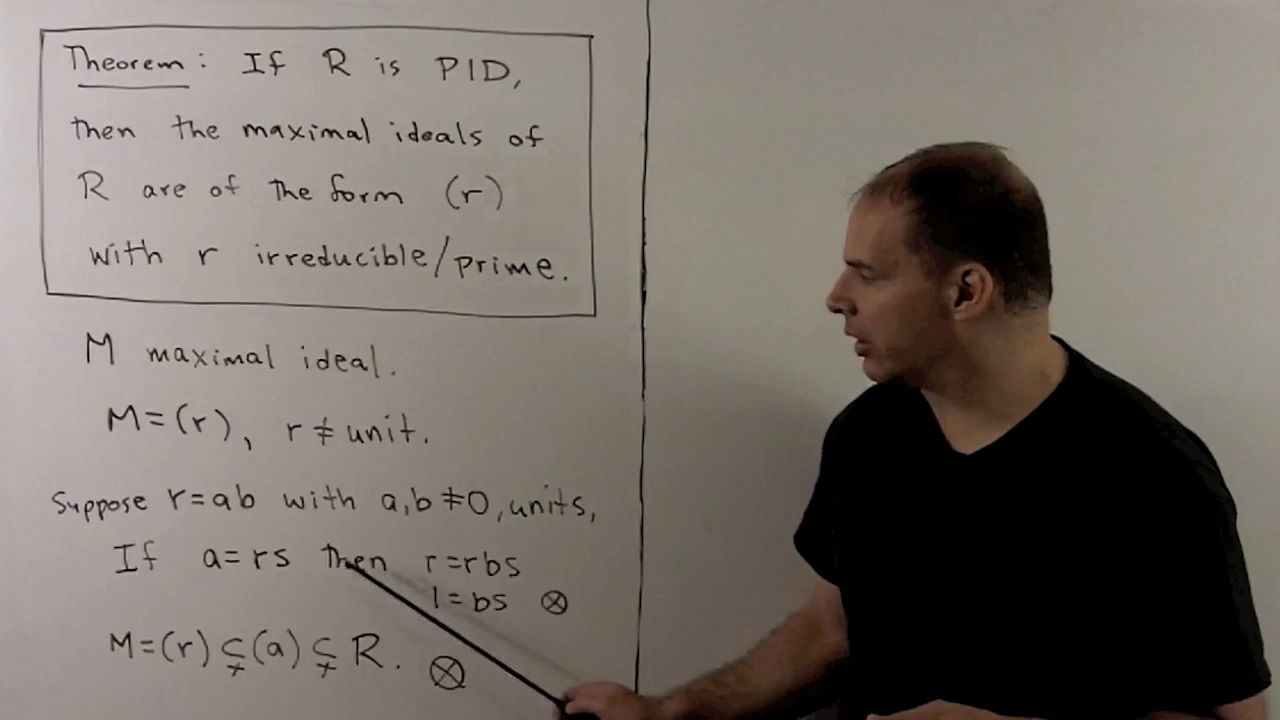 Theorem: If R is PID,
then the maximal ideals of
R are of the form (r)
with r irreducible/prime.
M maximal ideal.
M=(r), r≠unit.
Suppose r=ab with a,b≠0, units,
If a=rs then r=rbs
1=bs ⊗
M=(r)⊊(a)⊊R. ⊗